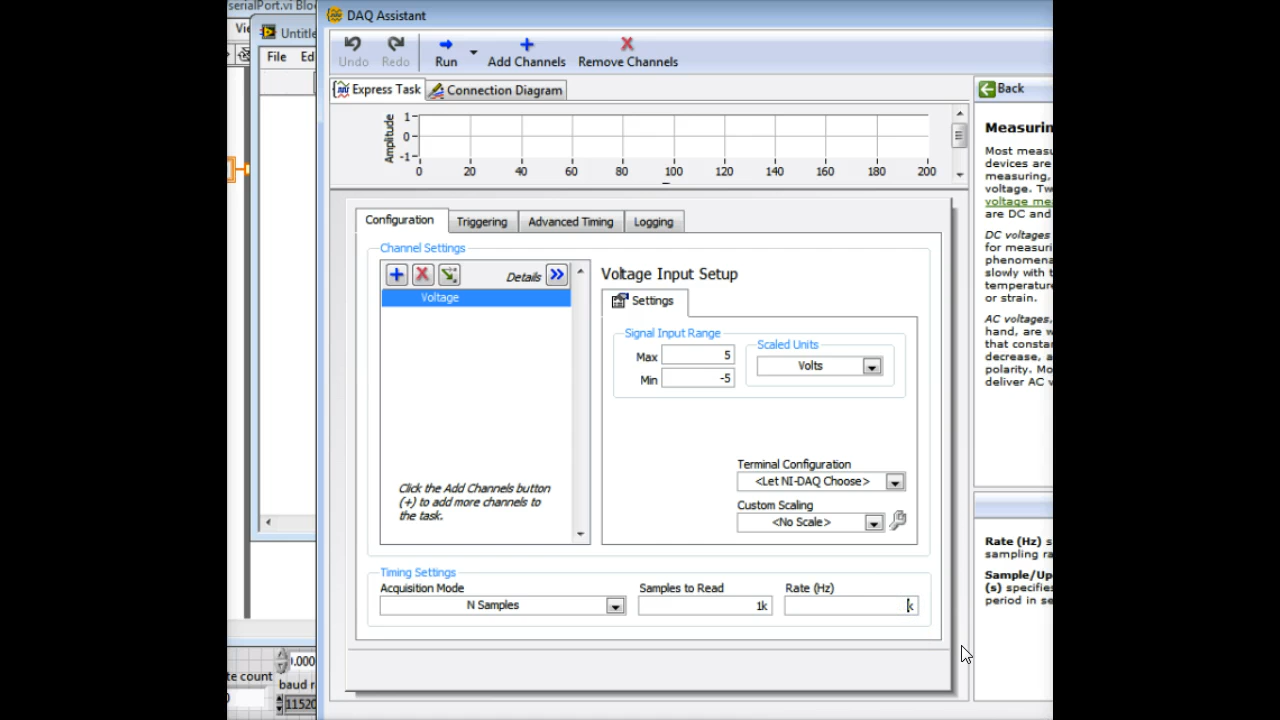 serialPort.vi Blo
DAQ Assistant
Untitle
File Ed
Undo Redo Run Add Channels Remove Channels
Express Task Connection Diagram
Back
Amplitude
1
0
-1
0 20 40 60 80 100 120 140 160 180 200
Configuration Triggering Advanced Timing Logging
Channel Settings
Details
Voltage
Click the Add Channels button
(+) to add more channels to
the task.
Voltage Input Setup
Settings
Signal Input Range
Max 5
Min -5
Scaled Units
Volts
Terminal Configuration
<Let NI-DAQ Choose>
Custom Scaling
<No Scale>
Timing Settings
Acquisition Mode
N Samples
Samples to Read
1k
Rate (Hz)
k
Measurin
Most measu
devices are
measuring,
voltage. Tw
voltage me
are DC and
DC voltages
for measuri
phenomena
slowly with t
temperature
or strain.
AC voltages,
hand, are w
that consta
decrease, a
polarity. Mo
deliver AC v
Rate (Hz) s
sampling ra
Sample/Up
(s) specifies
period in se
te count
0.000
baud r
11520